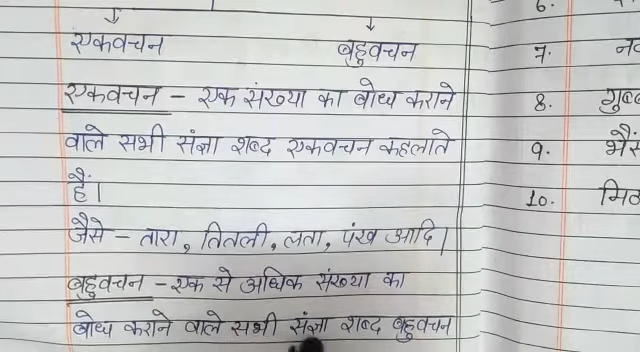 एकवचन बहुवचन
एकवचन - एक संख्या का बोध कराने
वाले सभी संज्ञा शब्द एकवचन कहलाते
हैं।
जैसे - तारा, तितली, लता, पंख आदि।
बहुवचन - एक से अधिक संख्या का
बोध कराने वाले सभी संज्ञा शब्द बहुवचन
6.
7.
8.
9.
10.